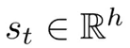 s_t ∈ ℝ^h